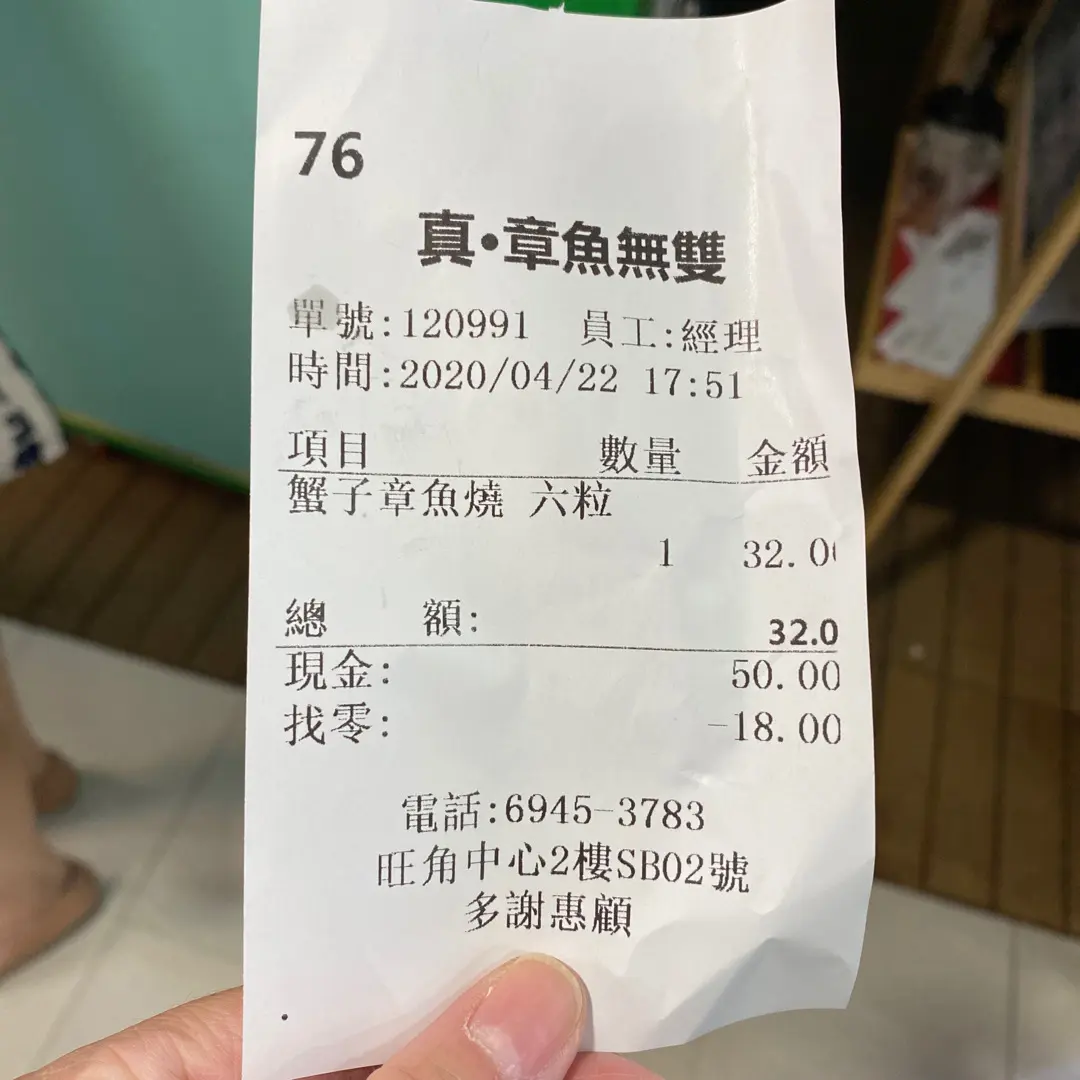 76
真•章魚無雙
單號:120991 員工:經理
時間:2020/04/22 17:51
項目 數量 金額
蟹子章魚燒 六粒
1 32.00
總 額: 32.0
現金: 50.00
找零: -18.00
電話:6945-3783
旺角中心2樓SB02號
多謝惠顧